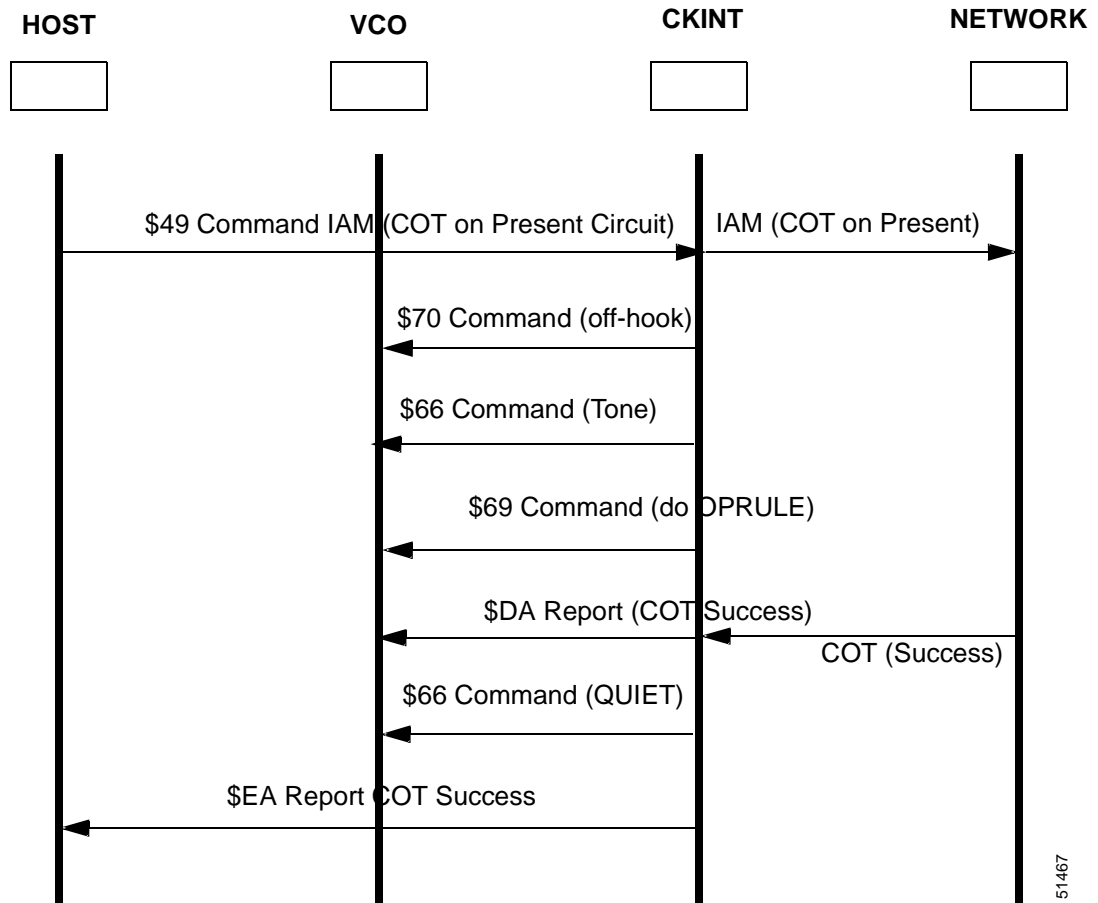 HOST VCO CKINT NETWORK
$49 Command IAM (COT on Present Circuit) IAM (COT on Present)
$70 Command (off-hook)
$66 Command (Tone)
$69 Command (do OPRULE)
$DA Report (COT Success)
COT (Success)
$66 Command (QUIET)
$EA Report COT Success
51467